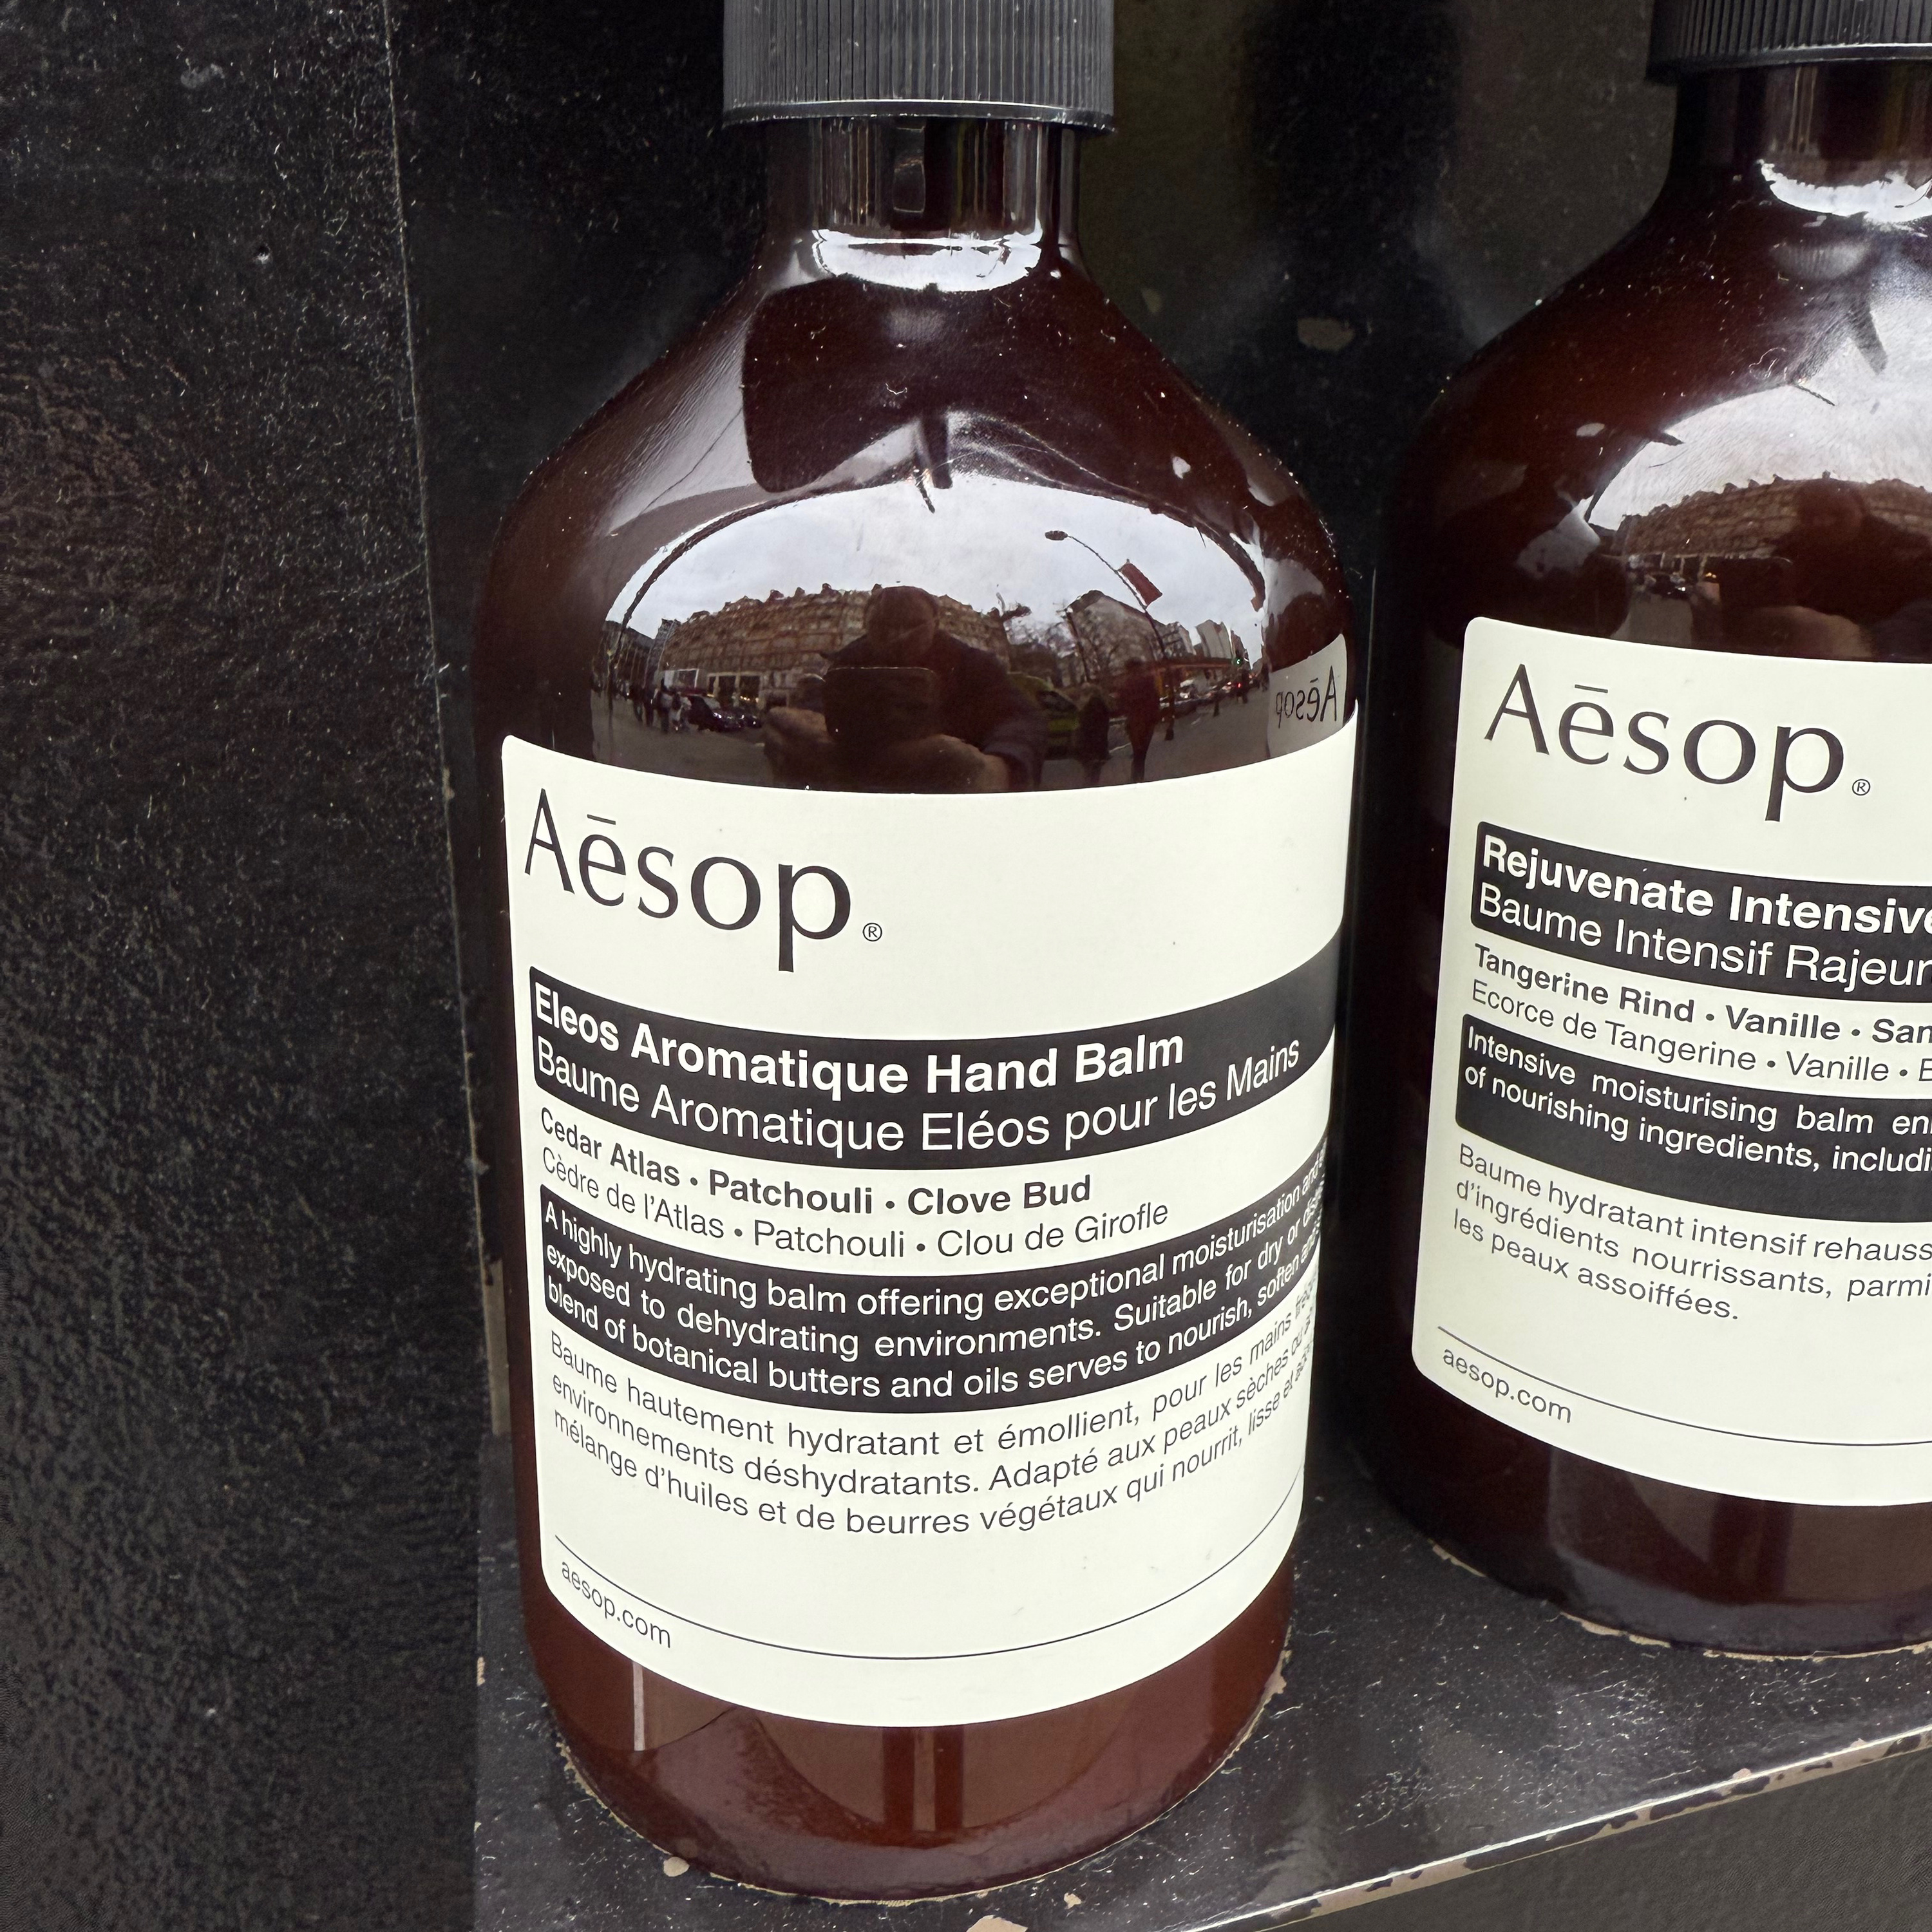 Aēsop®
Eleos Aromatique Hand Balm
Baume Aromatique Eléos pour les Mains
Cedar Atlas • Patchouli • Clove Bud
Cèdre de l'Atlas • Patchouli • Clou de Girofle
A highly hydrating balm offering exceptional moisturisation and
exposed to dehydrating environments. Suitable for dry or
blend of botanical butters and oils serves to nourish, soften and
Baume hautement hydratant et émollient, pour les mains
environnements déshydratants. Adapté aux peaux sèches ou
mélange d'huiles et de beurres végétaux qui nourrit, lisse et
aesop.com
Aēsop
Aēsop®
Rejuvenate Intensive
Baume Intensif
Tangerine Rind • Vanille •
Ecorce de Tangerine • Vanille •
Intensive moisturising balm
of nourishing ingredients,
Baume hydratant intensif
d'ingrédients nourrissants, parmi
les peaux assoiffées.
aesop.com